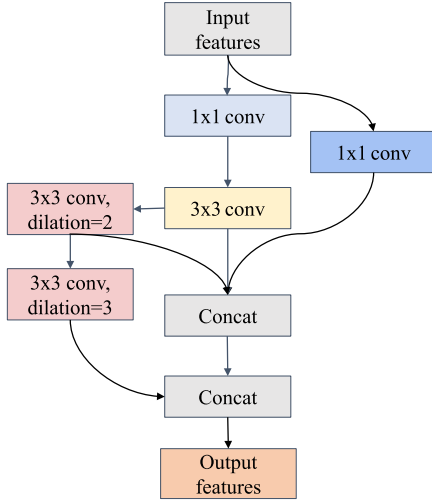 Input
features
1x1 conv
1x1 conv
3x3 conv,
dilation=2
3x3 conv
3x3 conv,
dilation=3
Concat
Concat
Output
features